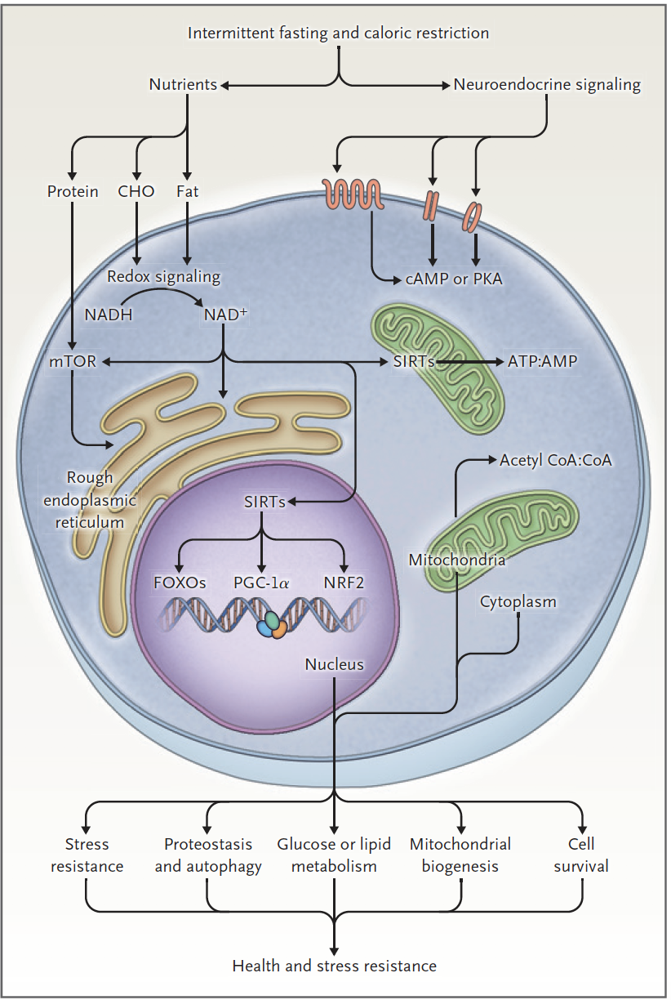 Intermittent fasting and caloric restriction
Nutrients
Neuroendocrine signaling
Protein
CHO
Fat
Redox signaling
cAMP or PKA
NADH
NAD⁺
mTOR
SIRTs
ATP:AMP
Acetyl CoA:CoA
Rough
endoplasmic
reticulum
SIRTs
Mitochondria
FOXOs
PGC-1α
NRF2
Cytoplasm
Nucleus
Stress
resistance
Proteostasis
and autophagy
Glucose or lipid
metabolism
Mitochondrial
biogenesis
Cell
survival
Health and stress resistance